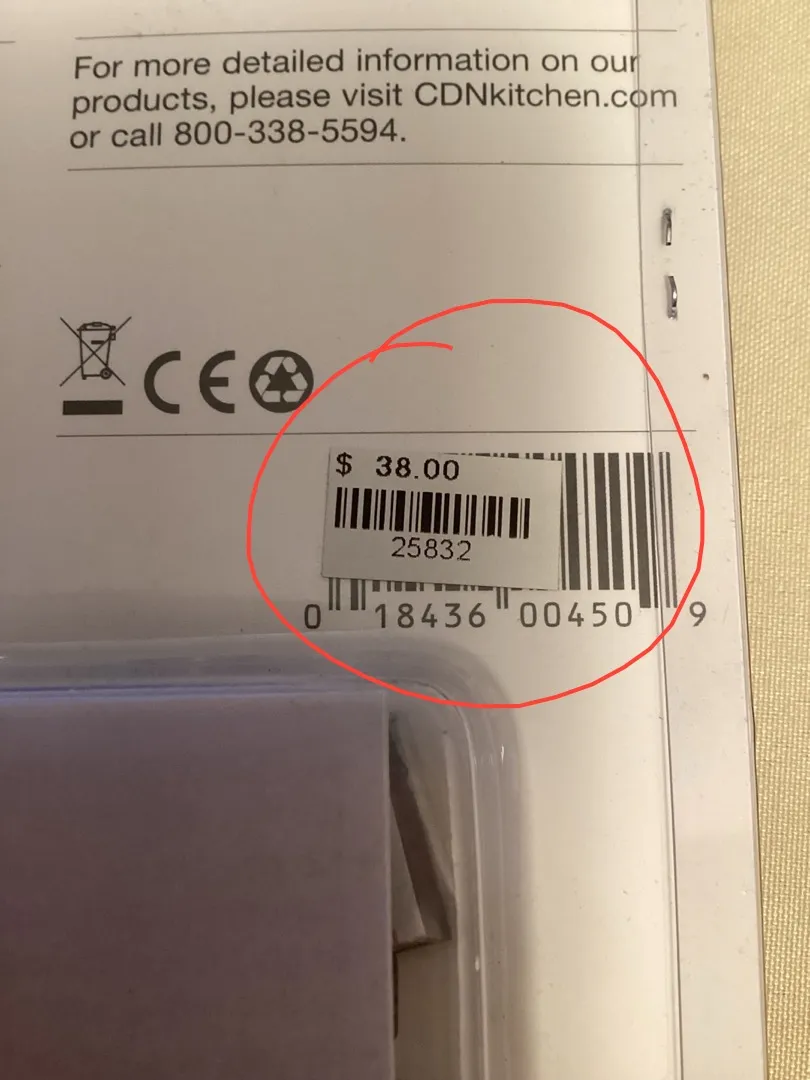 For more detailed information on our
products, please visit CDNkitchen.com
or call 800-338-5594.
CE
$ 38.00
25832
0 18436 00450 9